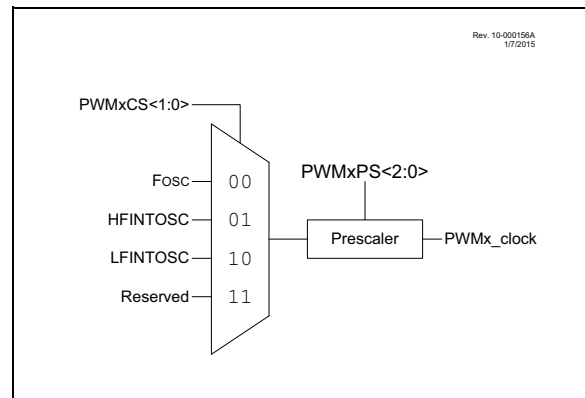 Rev. 10-000156A
1/7/2015
PWMxCS<1:0>
FOSC
00
PWMxPS<2:0>
HFINTOSC
01
Prescaler
PWMx_clock
LFINTOSC
10
Reserved
11